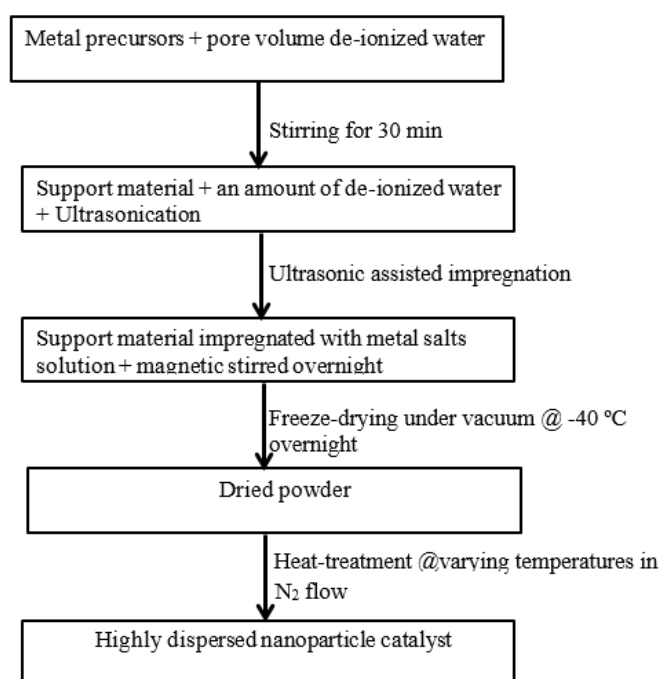 Metal precursors + pore volume de-ionized water
Stirring for 30 min
Support material + an amount of de-ionized water
+ Ultrasonication
Ultrasonic assisted impregnation
Support material impregnated with metal salts
solution + magnetic stirred overnight
Freeze-drying under vacuum @ -40 ºC
overnight
Dried powder
Heat-treatment @varying temperatures in
N₂ flow
Highly dispersed nanoparticle catalyst